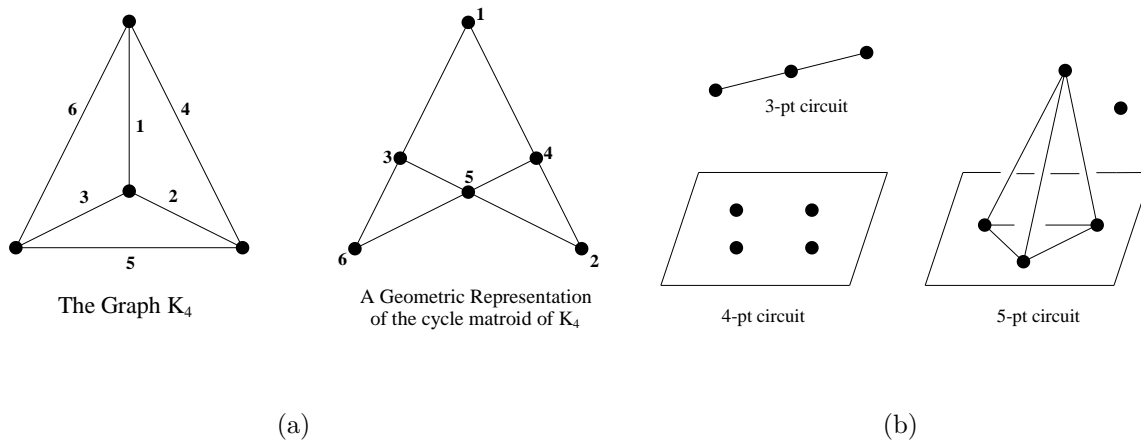 6
4
1
3
2
5
The Graph K₄
1
3
4
5
6
2
A Geometric Representation
of the cycle matroid of K₄
(a)
3-pt circuit
4-pt circuit
5-pt circuit
(b)